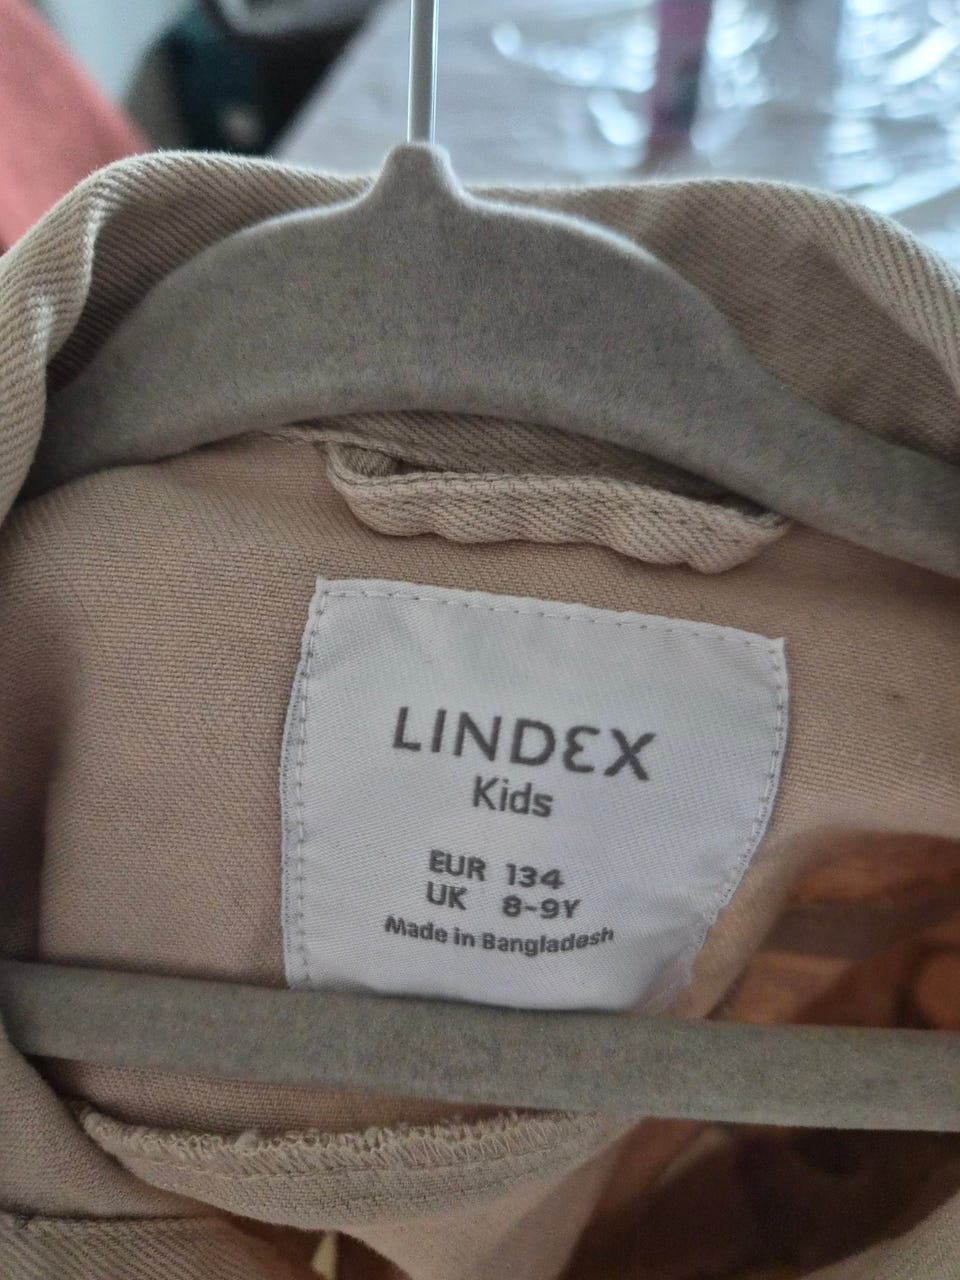 LINDEX
Kids
EUR 134
UK 8-9Y
Made in Bangladesh